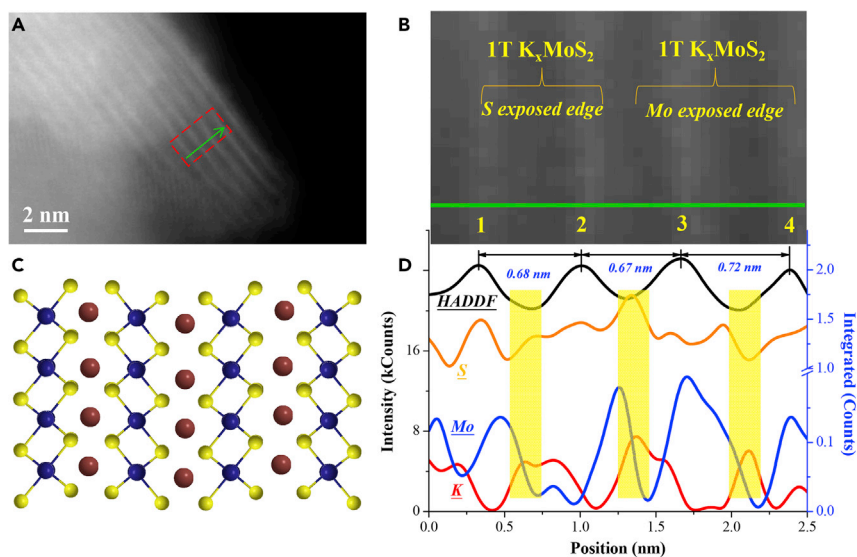 A
2 nm
B
1T KxMoS2
1T KxMoS2
S exposed edge
Mo exposed edge
1
2
3
4
C
D
0.68 nm
0.67 nm
0.72 nm
HADDF
S
Mo
K
Intensity (kCounts)
16
8
0
Integrated (Counts)
2.0
1.5
1.0
0.1
0.0
0.0
0.5
1.0
1.5
2.0
2.5
Position (nm)